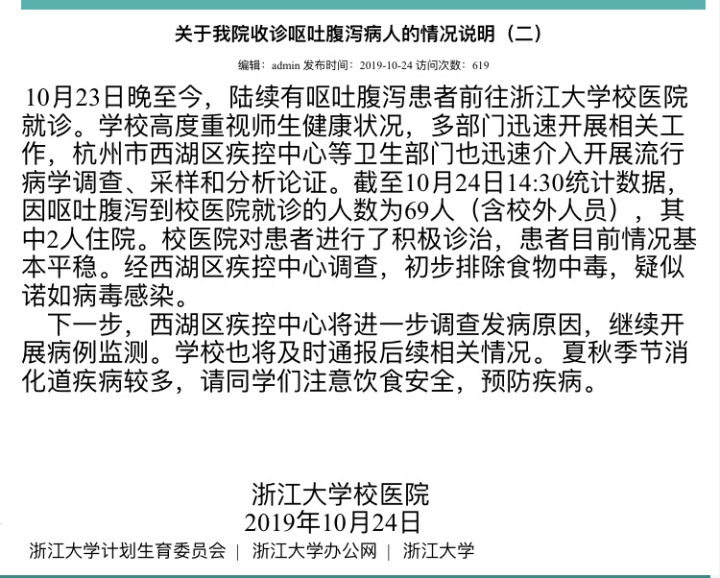 关于我院收诊呕吐腹泻病人的情况说明（二）
编辑：admin 发布时间：2019-10-24 访问次数：619
10月23日晚至今，陆续有呕吐腹泻患者前往浙江大学校医院
就诊。学校高度重视师生健康状况，多部门迅速开展相关工
作，杭州市西湖区疾控中心等卫生部门也迅速介入开展流行
病学调查、采样和分析论证。截至10月24日14:30统计数据，
因呕吐腹泻到校医院就诊的人数为69人（含校外人员），其
中2人住院。校医院对患者进行了积极诊治，患者目前情况基
本平稳。经西湖区疾控中心调查，初步排除食物中毒，疑似
诺如病毒感染。
下一步，西湖区疾控中心将进一步调查发病原因，继续开
展病例监测。学校也将及时通报后续相关情况。夏秋季节消
化道疾病较多，请同学们注意饮食安全，预防疾病。
浙江大学校医院
2019年10月24日
浙江大学计划生育委员会 | 浙江大学办公网 | 浙江大学